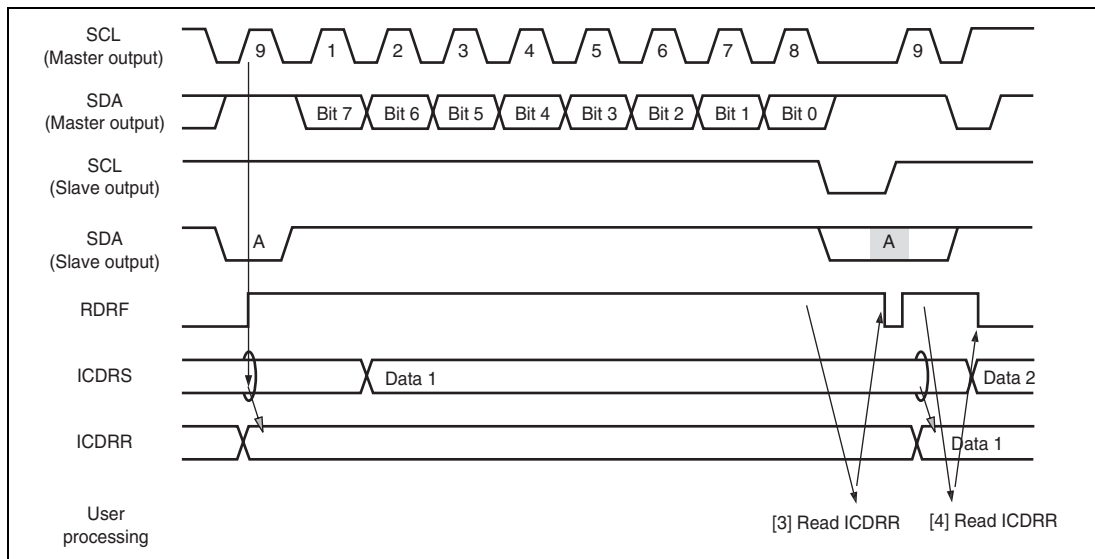 SCL
(Master output)
9 1 2 3 4 5 6 7 8 9
SDA
(Master output)
Bit 7 Bit 6 Bit 5 Bit 4 Bit 3 Bit 2 Bit 1 Bit 0
SCL
(Slave output)
SDA
(Slave output)
A A
RDRF
ICDRS
Data 1 Data 2
ICDRR
Data 1
User
processing
[3] Read ICDRR [4] Read ICDRR